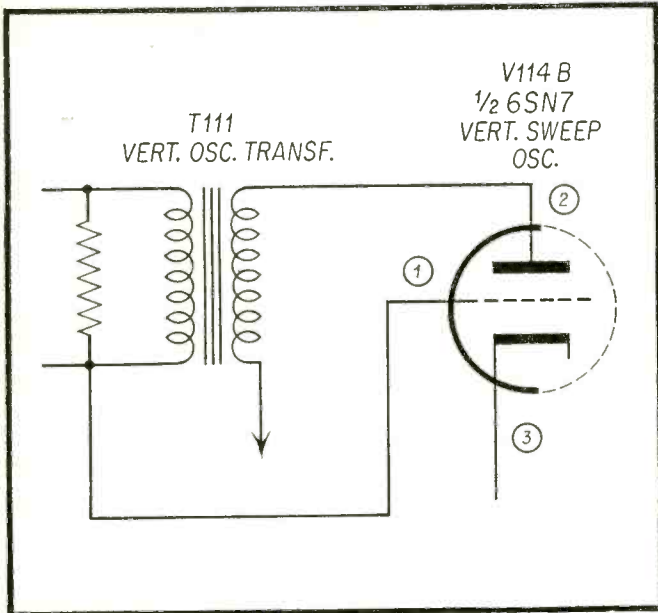 T111
VERT. OSC. TRANSF.
V114 B
½ 6SN7
VERT. SWEEP
OSC.
1
2
3